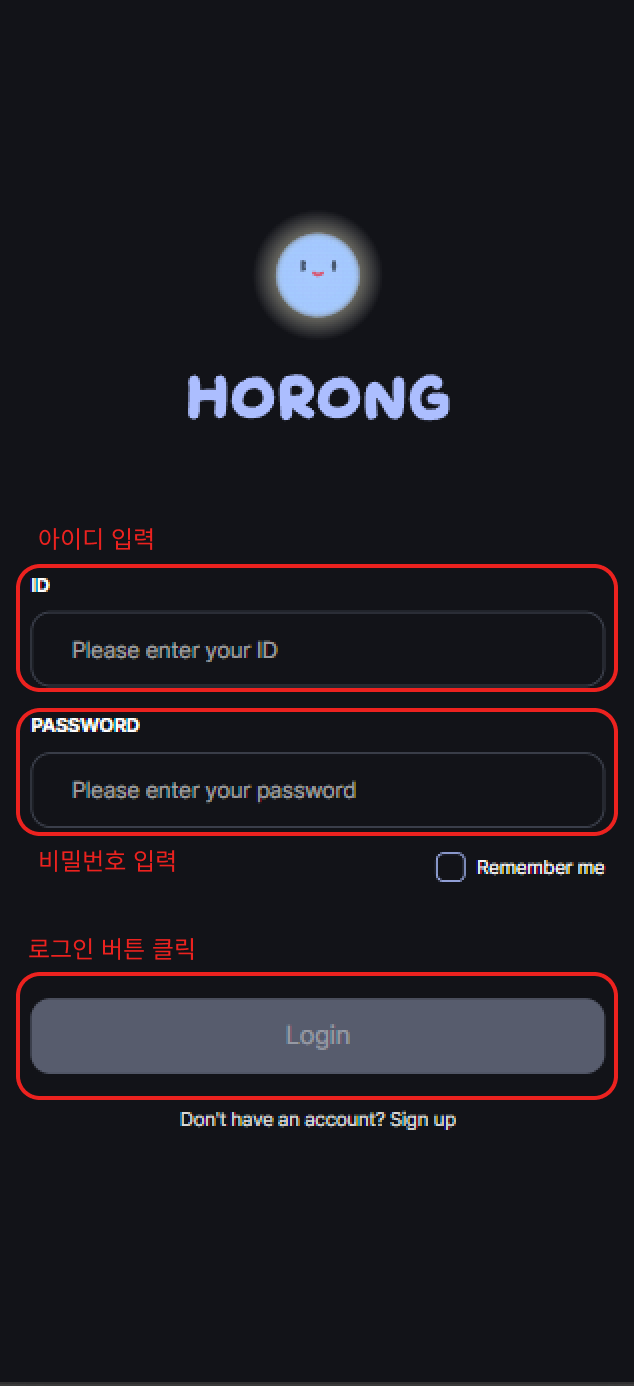 HORONG
아이디 입력
ID
Please enter your ID
PASSWORD
Please enter your password
비밀번호 입력
Remember me
로그인 버튼 클릭
Login
Don't have an account? Sign up